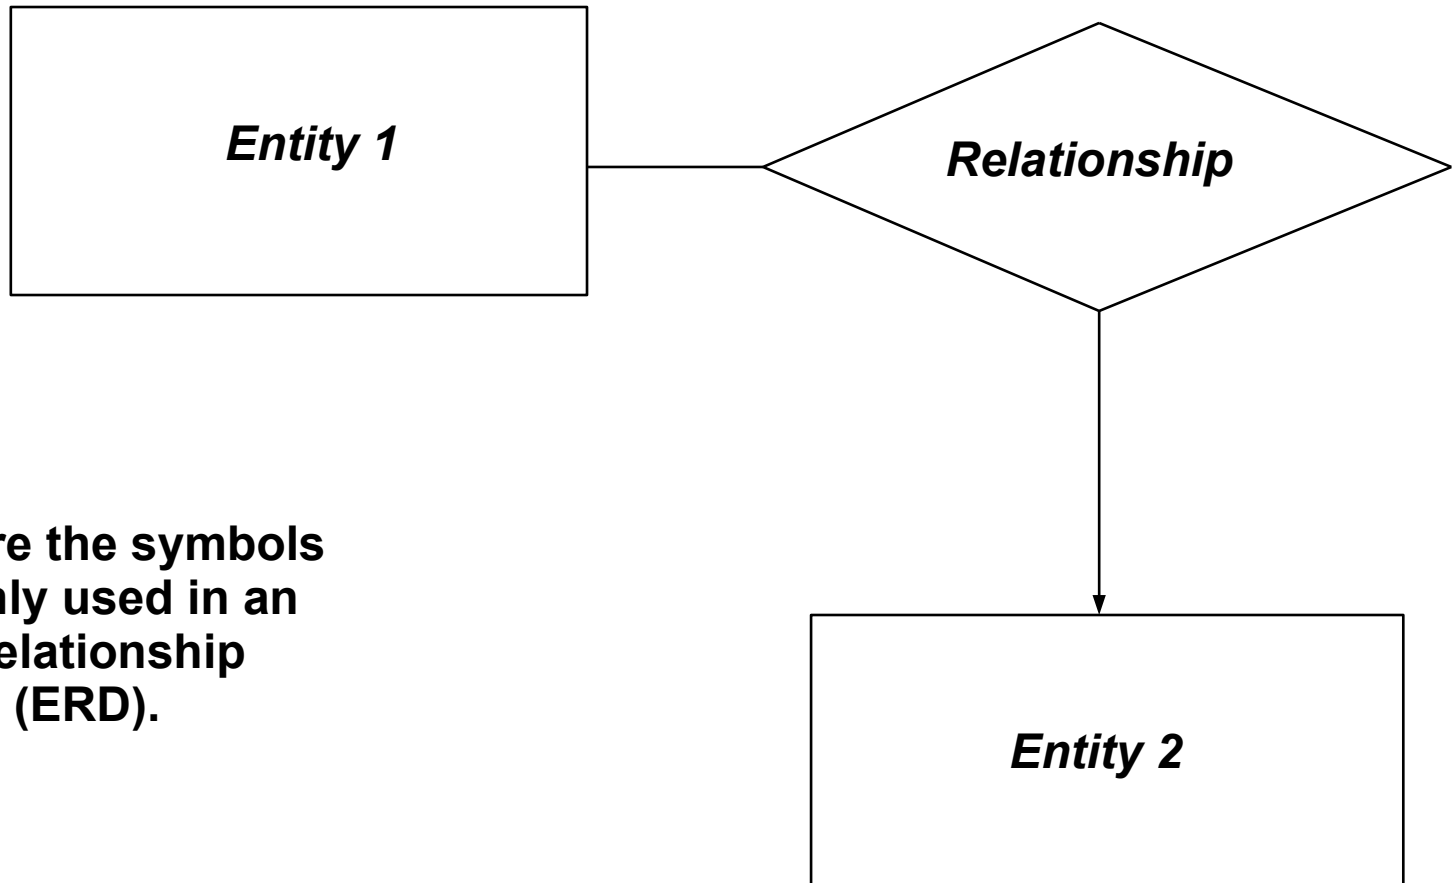 Entity 1
Relationship
the symbols
used in an
(ERD).
Entity 2